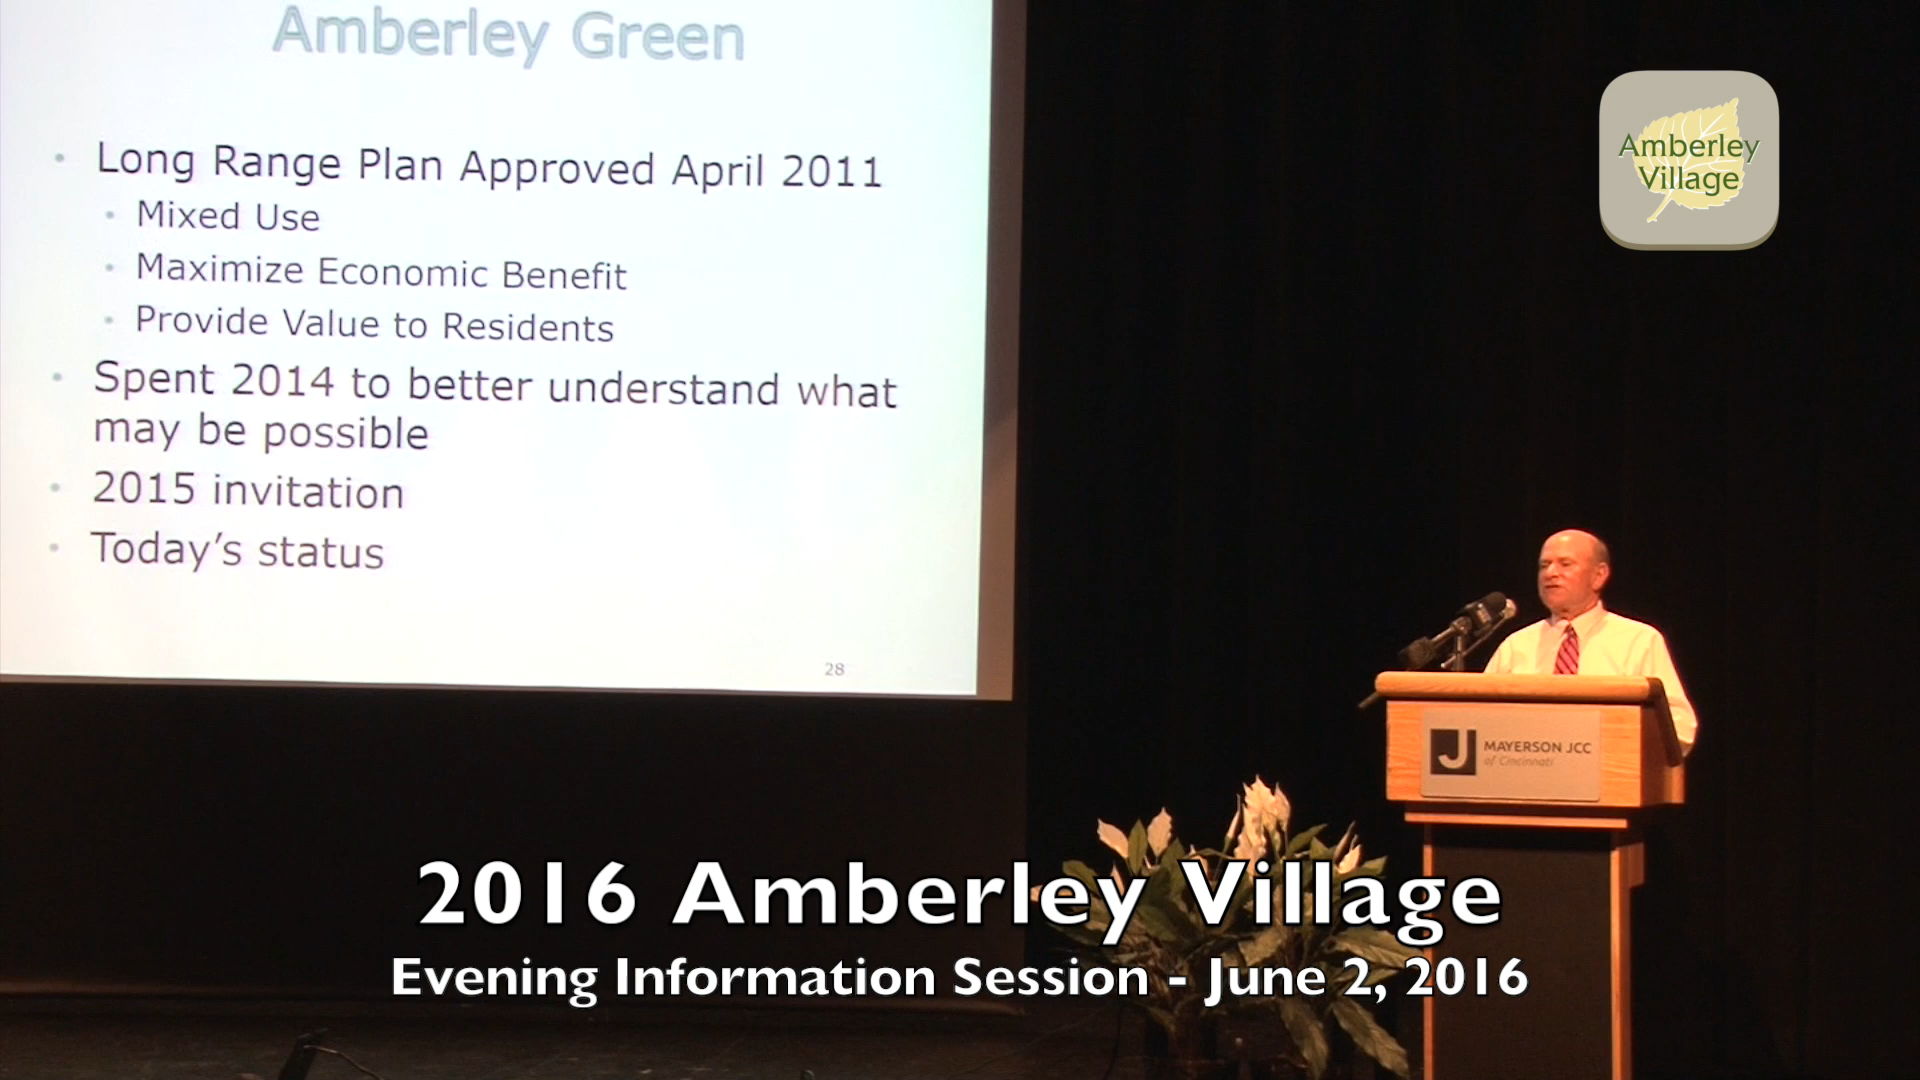 Amberley Green
• Long Range Plan Approved April 2011
• Mixed Use
• Maximize Economic Benefit
• Provide Value to Residents
• Spent 2014 to better understand what
may be possible
• 2015 invitation
• Today's status
28
Amberley
Village
J
MAYERSON JCC
of Cincinnati
2016 Amberley Village
Evening Information Session - June 2, 2016